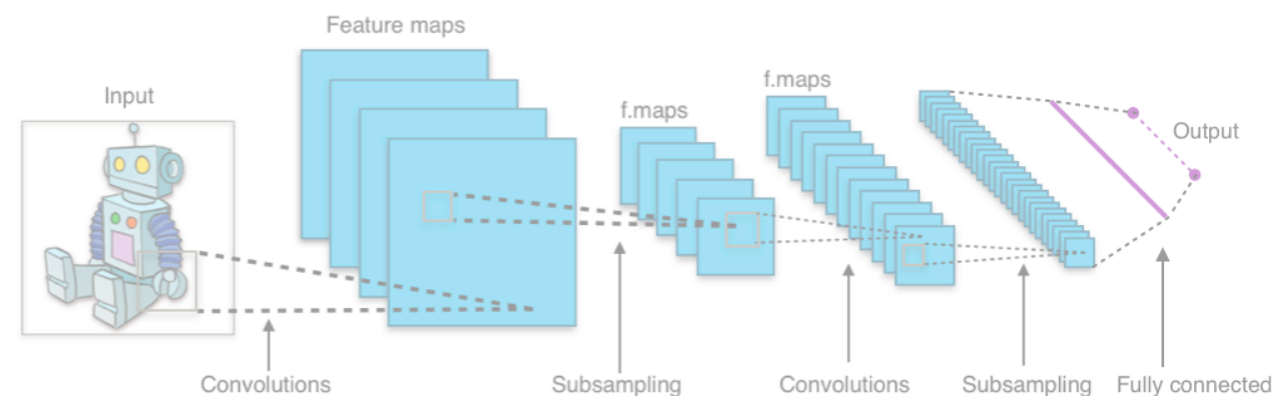 Feature maps
Input
f.maps
f.maps
Output
Convolutions
Subsampling
Convolutions
Subsampling
Fully connected